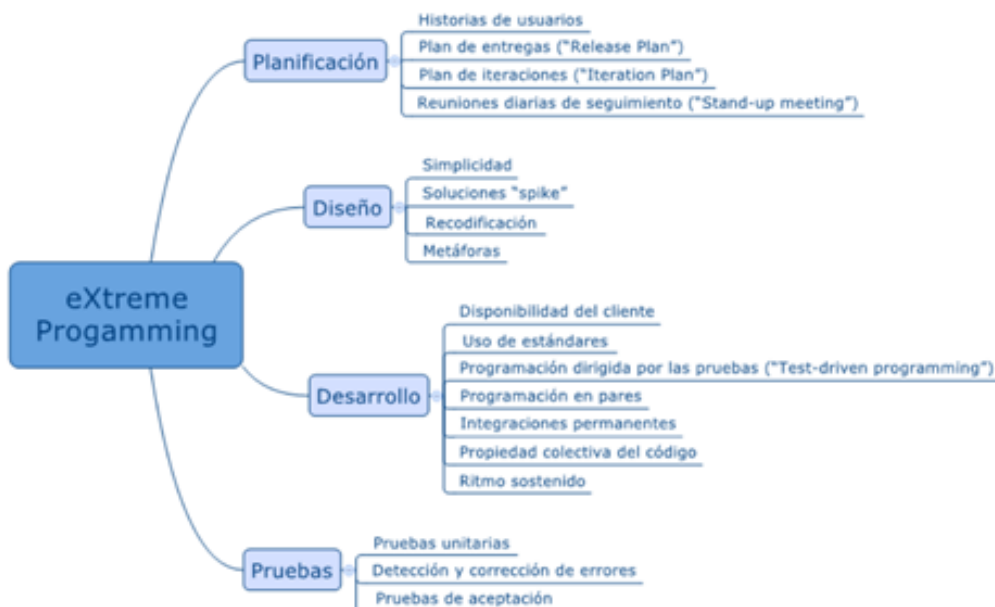 eXtreme
Progamming
Planificación
Historias de usuarios
Plan de entregas (“Release Plan”)
Plan de iteraciones (“Iteration Plan”)
Reuniones diarias de seguimiento (“Stand-up meeting”)
Diseño
Simplicidad
Soluciones “spike”
Recodificación
Metáforas
Desarrollo
Disponibilidad del cliente
Uso de estándares
Programación dirigida por las pruebas (“Test-driven programming”)
Programación en pares
Integraciones permanentes
Propiedad colectiva del código
Ritmo sostenido
Pruebas
Pruebas unitarias
Detección y corrección de errores
Pruebas de aceptación